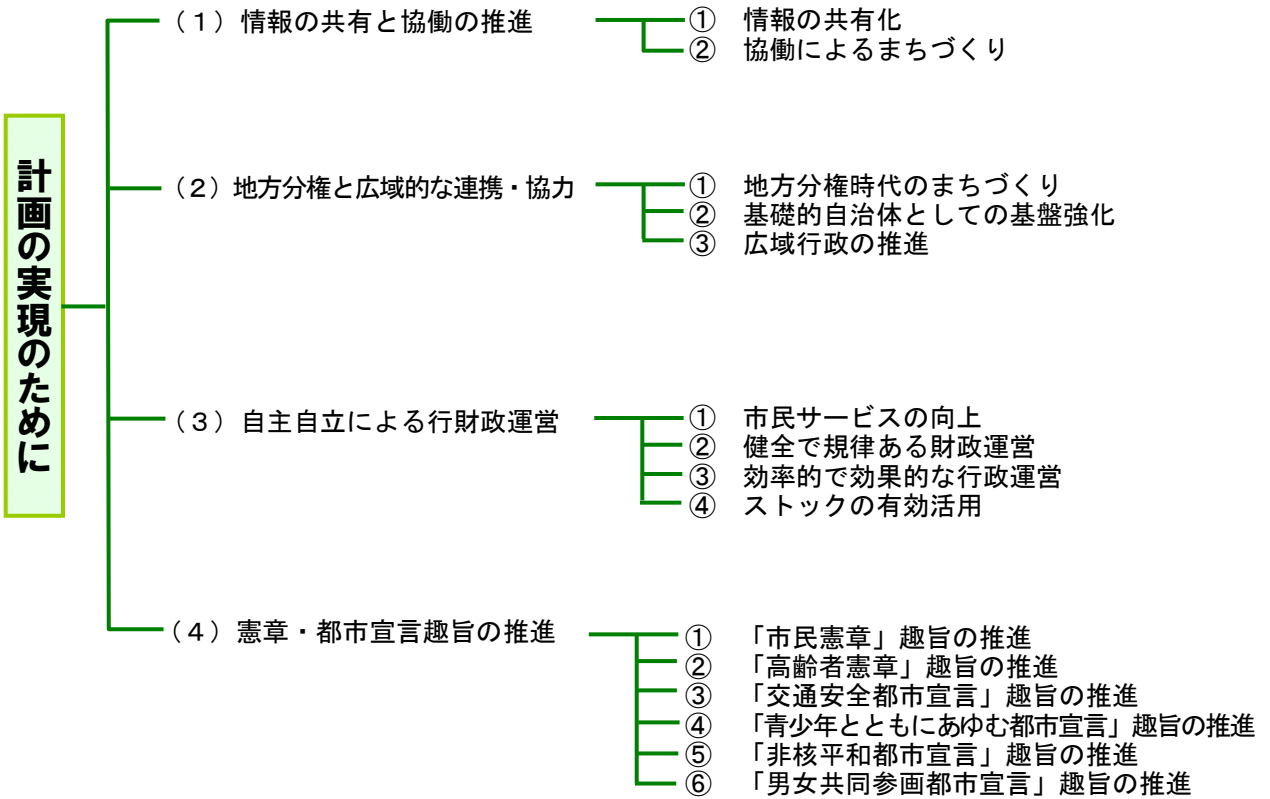 計画の実現のために
（１）情報の共有と協働の推進
① 情報の共有化
② 協働によるまちづくり
（２）地方分権と広域的な連携・協力
① 地方分権時代のまちづくり
② 基礎的自治体としての基盤強化
③ 広域行政の推進
（３）自主自立による行財政運営
① 市民サービスの向上
② 健全で規律ある財政運営
③ 効率的で効果的な行政運営
④ ストックの有効活用
（４）憲章・都市宣言趣旨の推進
① 「市民憲章」趣旨の推進
② 「高齢者憲章」趣旨の推進
③ 「交通安全都市宣言」趣旨の推進
④ 「青少年とともにあゆむ都市宣言」趣旨の推進
⑤ 「非核平和都市宣言」趣旨の推進
⑥ 「男女共同参画都市宣言」趣旨の推進